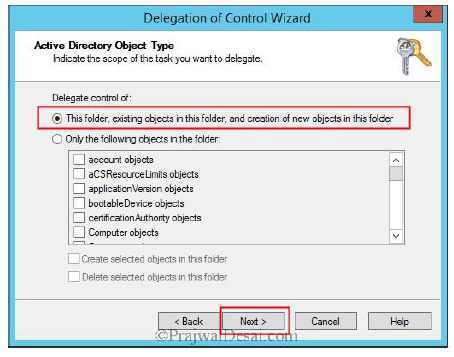 Delegation of Control Wizard
x
Active Directory Object Type
Indicate the scope of the task you want to delegate.
Delegate control of:
This folder, existing objects in this folder, and creation of new objects in this folder
Only the following objects in the folder:
account objects
aCSResourceLimits objects
applicationVersion objects
bootableDevice objects
certificationAuthority objects
Computer objects
Create selected objects in this folder
Delete selected objects in this folder
< Back Next > Cancel Help
©PrajwalDesai.com